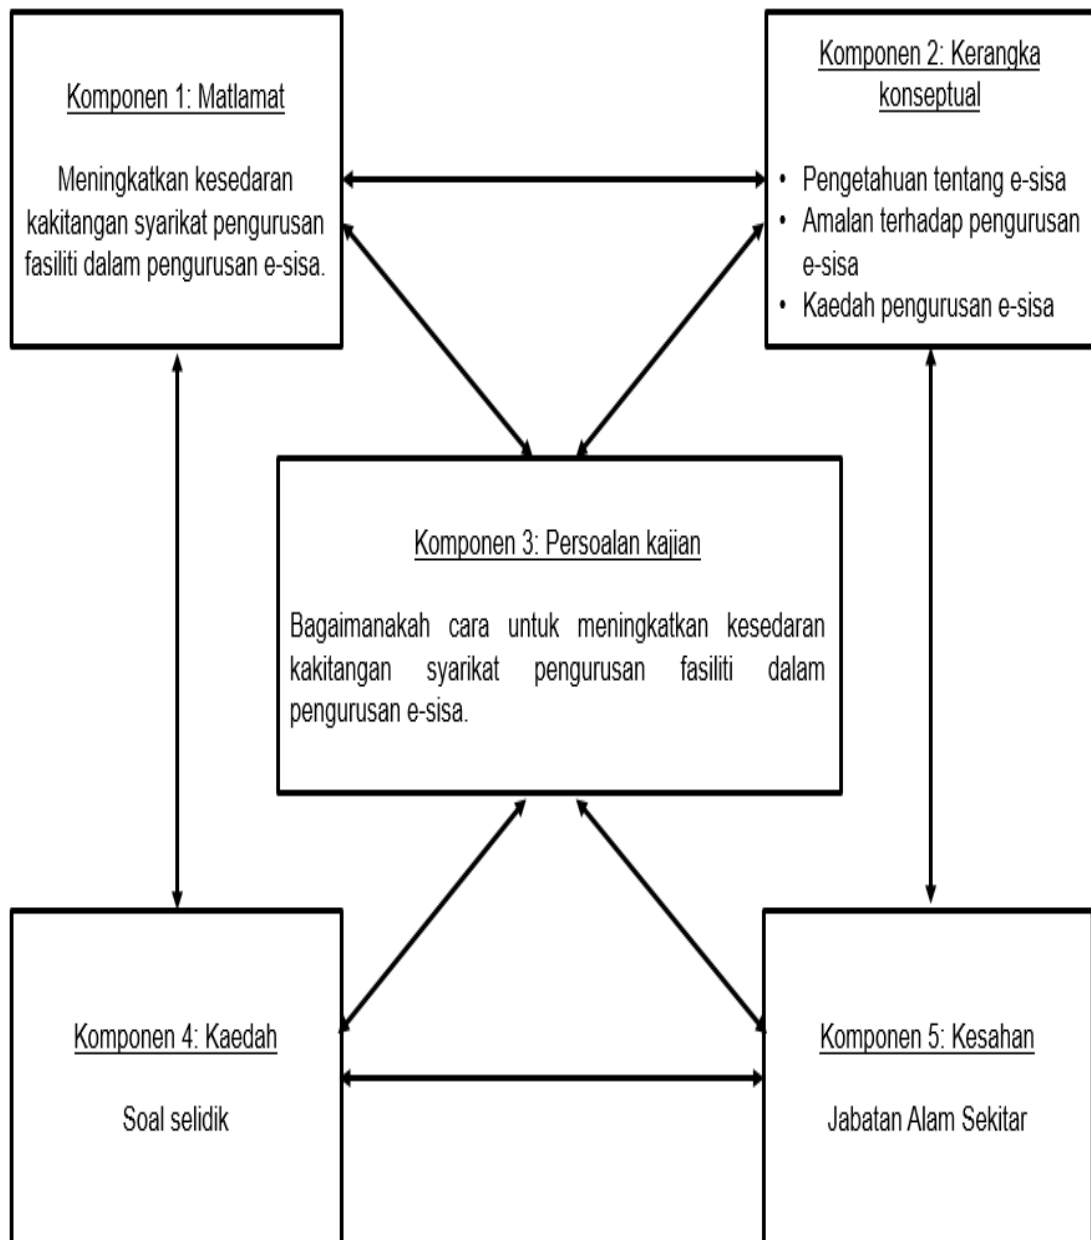 Komponen 1: Matlamat
Meningkatkan kesedaran
kakitangan syarikat pengurusan
fasiliti dalam pengurusan e-sisa.
Komponen 2: Kerangka
konseptual
• Pengetahuan tentang e-sisa
• Amalan terhadap pengurusan
e-sisa
• Kaedah pengurusan e-sisa
Komponen 3: Persoalan kajian
Bagaimanakah cara untuk meningkatkan kesedaran
kakitangan syarikat pengurusan fasiliti dalam
pengurusan e-sisa.
Komponen 4: Kaedah
Soal selidik
Komponen 5: Kesahan
Jabatan Alam Sekitar